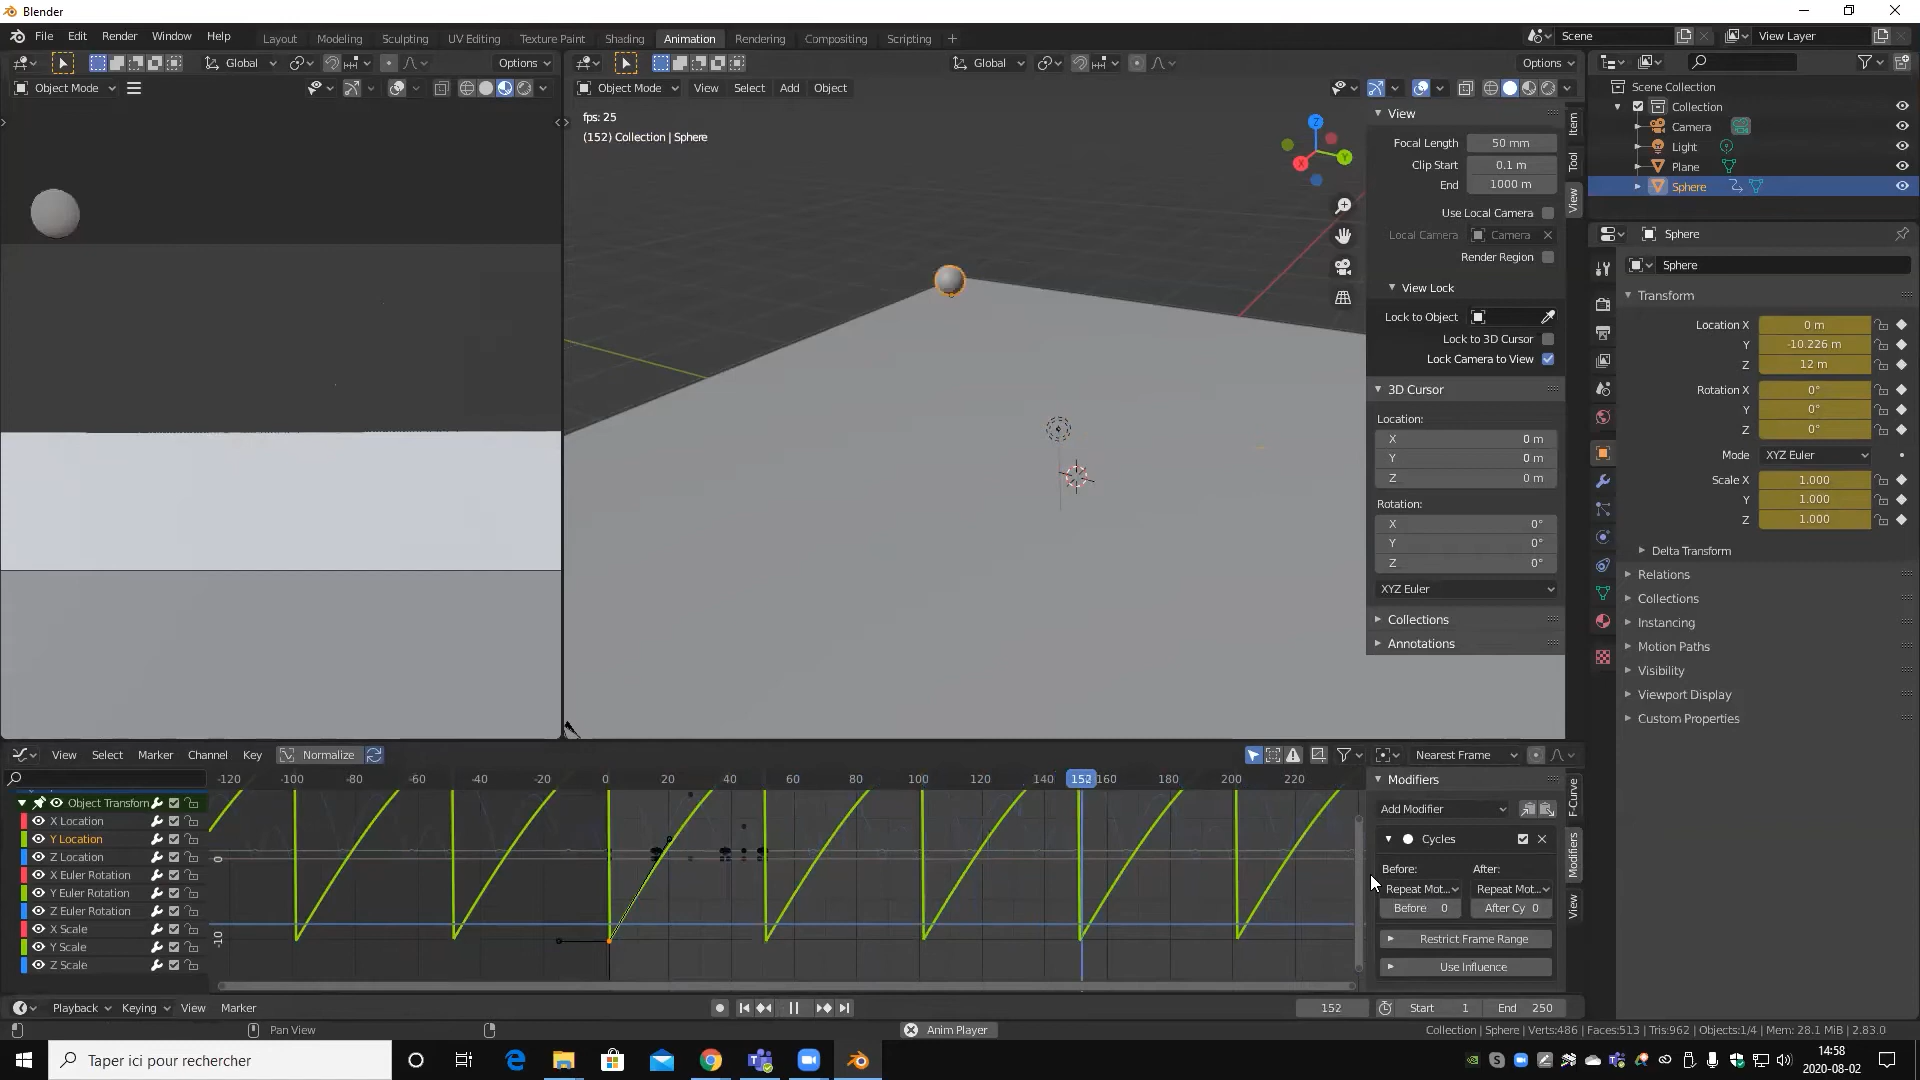 Blender
File Edit Render Window Help Layout Modeling Sculpting UV Editing Texture Paint Shading Animation Rendering Compositing Scripting Scene View Layer
Global Options Global Options
Object Mode Object Mode View Select Add Object
Scene Collection
Collection
Camera
Light
Plane
Sphere
fps: 25
(152) Collection | Sphere
Z
Y
X
View
Focal Length 50 mm
Clip Start 0.1 m
End 1000 m
Use Local Camera
Local Camera Camera
Render Region
View Lock
Lock to Object
Lock to 3D Cursor
Lock Camera to View
3D Cursor
Location:
X 0 m
Y 0 m
Z 0 m
Rotation:
X 0°
Y 0°
Z 0°
XYZ Euler
Collections
Annotations
Item
Tool
View
Sphere
Sphere
Transform
Location X 0 m
Y -10.226 m
Z 12 m
Rotation X 0°
Y 0°
Z 0°
Mode XYZ Euler
Scale X 1.000
Y 1.000
Z 1.000
Delta Transform
Relations
Collections
Instancing
Motion Paths
Visibility
Viewport Display
Custom Properties
View Select Marker Channel Key Normalize Nearest Frame
-120 -100 -80 -60 -40 -20 0 20 40 60 80 100 120 140 152 160 180 200 220
Object Transform
X Location
Y Location
Z Location
X Euler Rotation
Y Euler Rotation
Z Euler Rotation
X Scale
Y Scale
Z Scale
0
-10
Modifiers
Add Modifier
Cycles
Before: After:
Repeat Mot... Repeat Mot...
Before 0 After Cy 0
Restrict Frame Range
Use Influence
F-Curve
Modifiers
View
Playback Keying View Marker 152 Start 1 End 250
Pan View Anim Player Collection | Sphere | Verts:486 | Faces:513 | Tris:962 | Objects:1/4 | Mem: 28.1 MiB | 2.83.0
Taper ici pour rechercher
14:58
2020-08-02